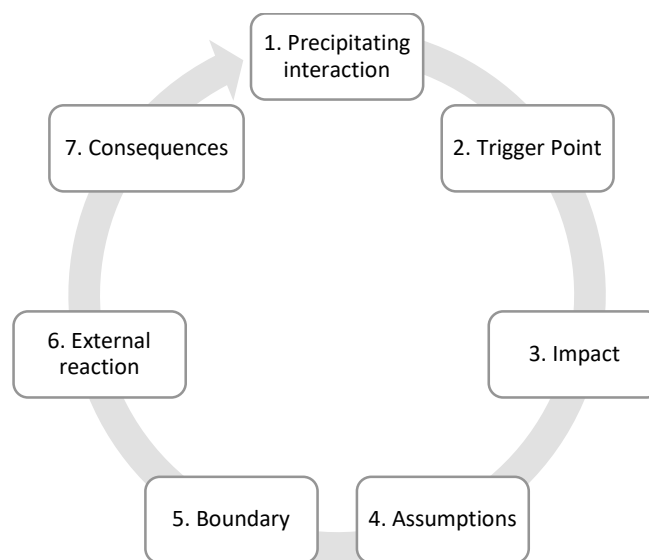 1. Precipitating
interaction
2. Trigger Point
3. Impact
4. Assumptions
5. Boundary
6. External
reaction
7. Consequences